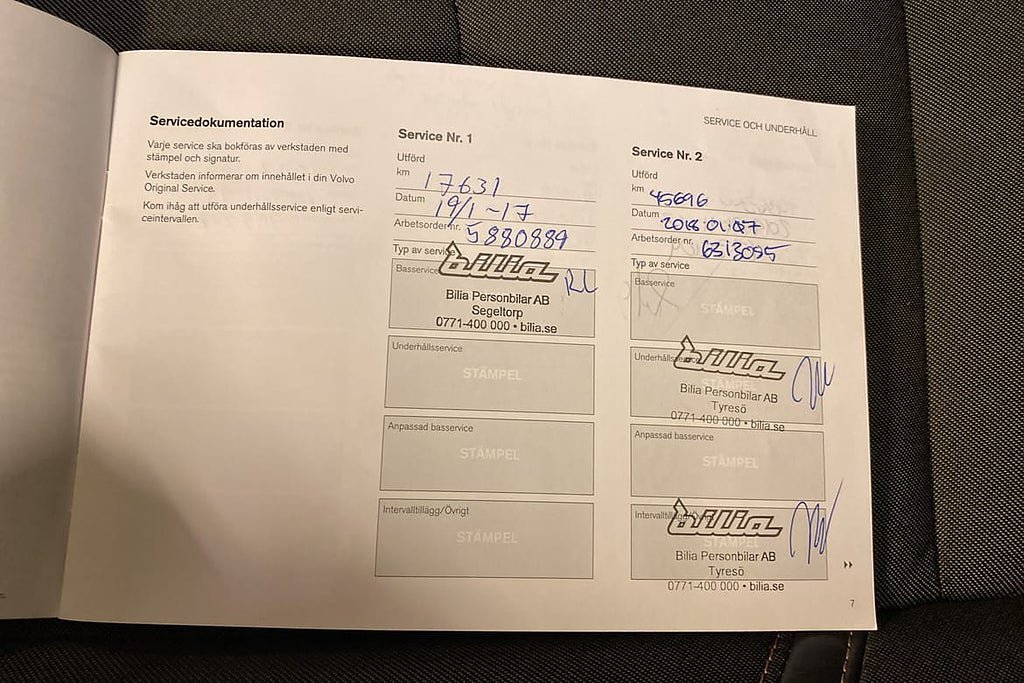 SERVICE OCH UNDERHÅLL
Servicedokumentation
Varje service ska bokföras av verkstaden med
stämpel och signatur.
Verkstaden informerar om innehållet i din Volvo
Original Service.
Kom ihåg att utföra underhållsservice enligt servi-
ceintervallen.
Service Nr. 1
Utförd
km 17631
Datum 19/1-17
Arbetsorder nr. 5880889
Typ av service
Basservice
bilia RL
Bilia Personbilar AB
Segeltorp
0771-400 000 • bilia.se
Underhållsservice
STÄMPEL
Anpassad basservice
STÄMPEL
Intervalltillägg/Övrigt
STÄMPEL
Service Nr. 2
Utförd
km 45696
Datum 2018.01.07
Arbetsorder nr. 6313095
Typ av service
Basservice
STÄMPEL
Underhållsservice
bilia
STÄMPEL
Bilia Personbilar AB
Tyresö
0771-400 000 • bilia.se
Anpassad basservice
STÄMPEL
Intervalltillägg/Övrigt
bilia
STÄMPEL
Bilia Personbilar AB
Tyresö
0771-400 000 • bilia.se
7